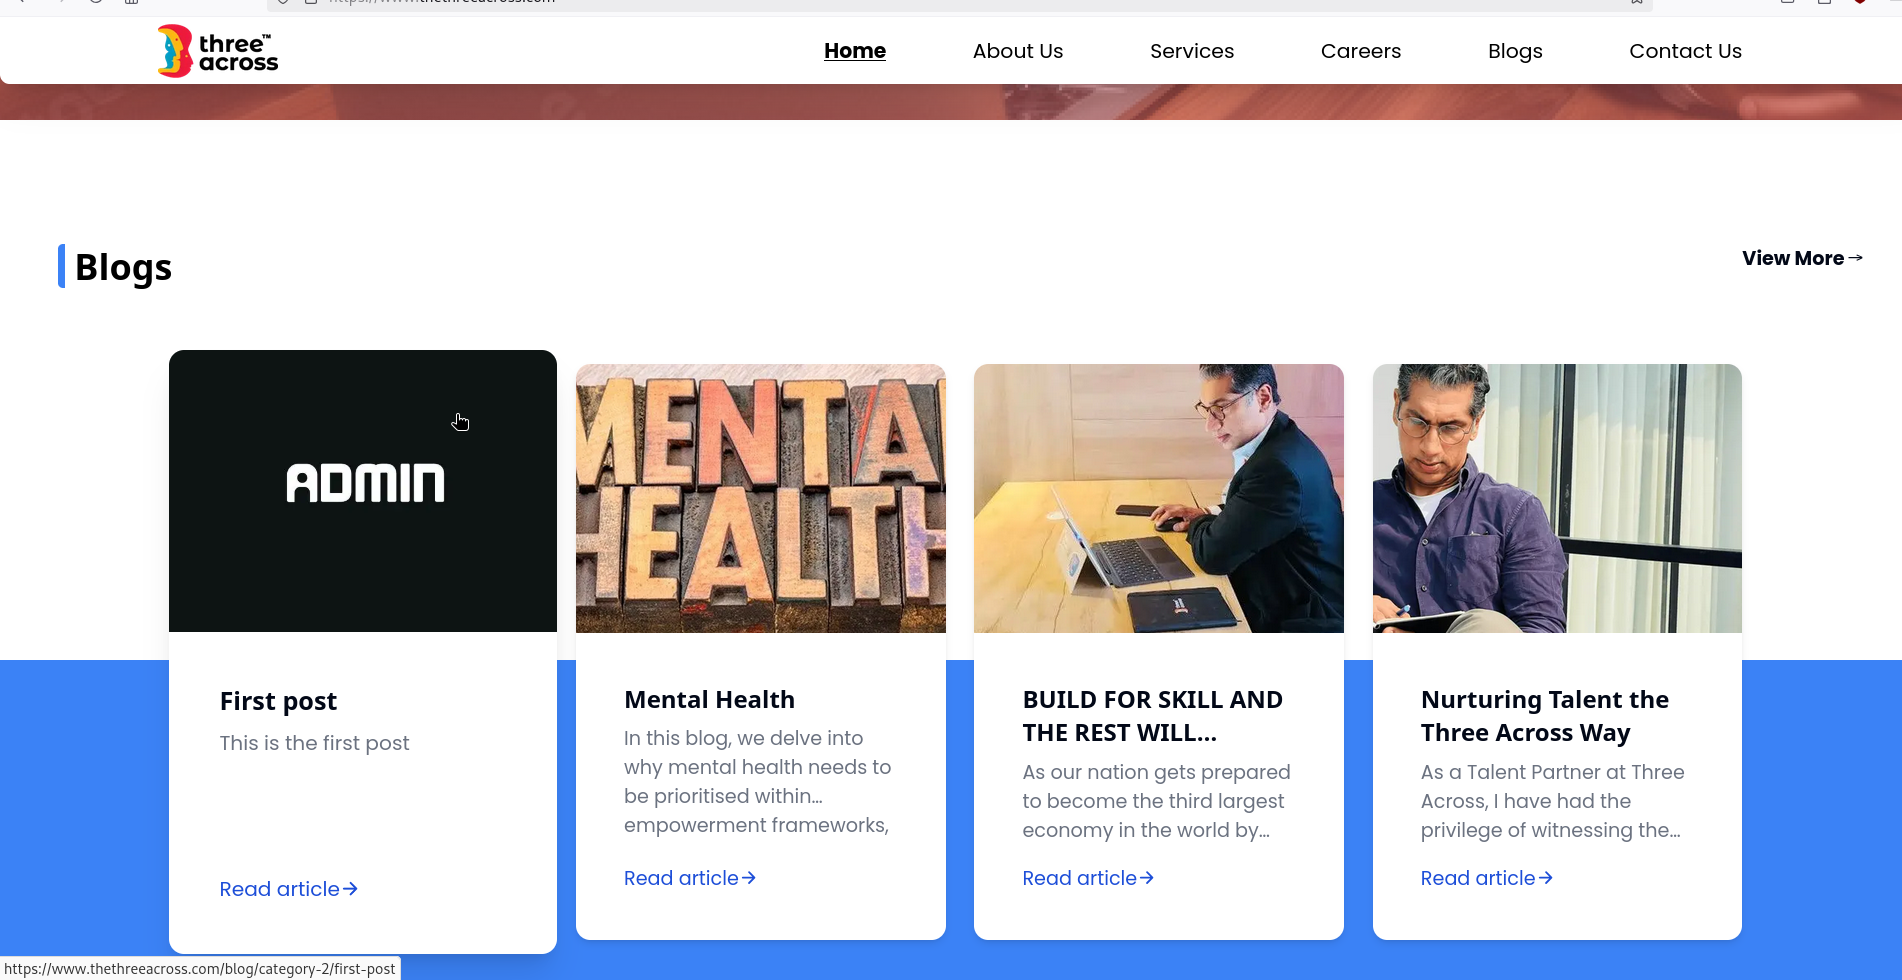 three™
across
Home
About Us
Services
Careers
Blogs
Contact Us
Blogs
View More →
ADMIN
First post
This is the first post
Read article→
MENTAL
HEALTH
Mental Health
In this blog, we delve into
why mental health needs to
be prioritised within...
empowerment frameworks,
Read article→
BUILD FOR SKILL AND
THE REST WILL...
As our nation gets prepared
to become the third largest
economy in the world by...
Read article→
Nurturing Talent the
Three Across Way
As a Talent Partner at Three
Across, I have had the
privilege of witnessing the...
Read article→
https://www.thethreeacross.com/blog/category-2/first-post